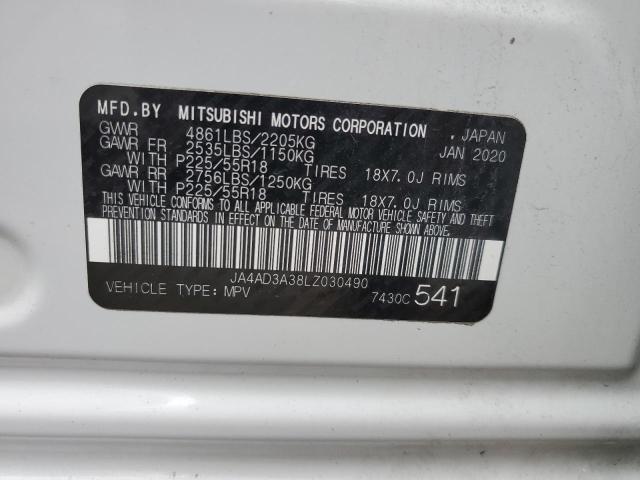 MFD.BY MITSUBISHI MOTORS CORPORATION . JAPAN
GVWR 4861LBS/2205KG JAN 2020
GAWR FR 2535LBS/1150KG
WITH P225/55R18 TIRES 18X7.0J RIMS
GAWR RR 2756LBS/1250KG
WITH P225/55R18 TIRES 18X7.0J RIMS
THIS VEHICLE CONFORMS TO ALL APPLICABLE FEDERAL MOTOR VEHICLE SAFETY AND THEFT
PREVENTION STANDARDS IN EFFECT ON THE DATE OF MANUFACTURE SHOWN ABOVE.
JA4AD3A38LZ030490
VEHICLE TYPE: MPV 7430C 541